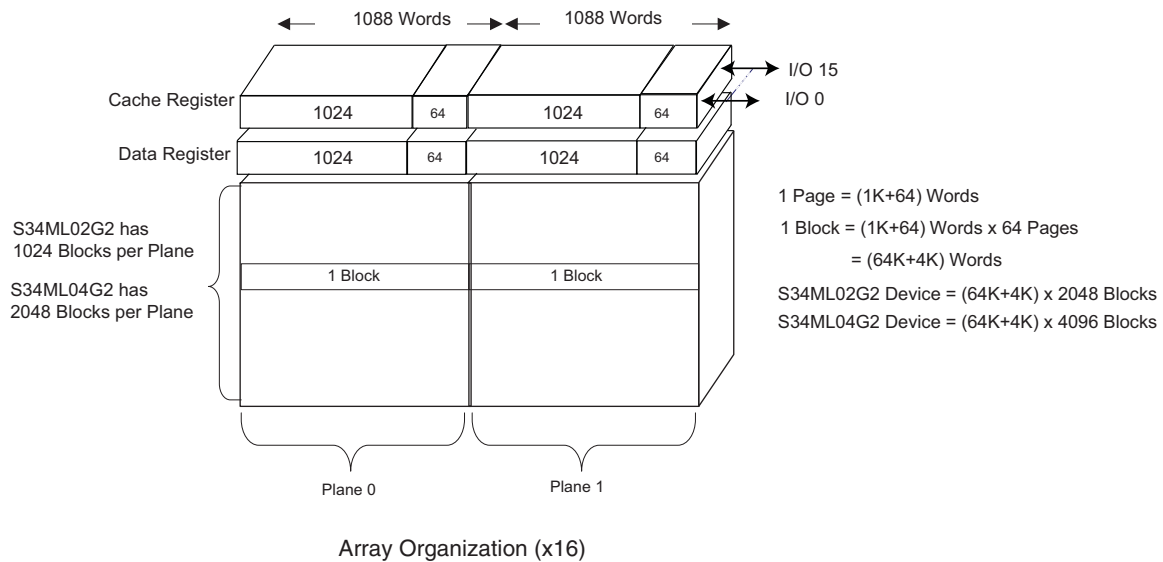 1088 Words 1088 Words
I/O 15
I/O 0
Cache Register 1024 64 1024 64
Data Register 1024 64 1024 64
S34ML02G2 has
1024 Blocks per Plane
S34ML04G2 has
2048 Blocks per Plane
1 Block 1 Block
1 Page = (1K+64) Words
1 Block = (1K+64) Words x 64 Pages
= (64K+4K) Words
S34ML02G2 Device = (64K+4K) x 2048 Blocks
S34ML04G2 Device = (64K+4K) x 4096 Blocks
Plane 0 Plane 1
Array Organization (x16)